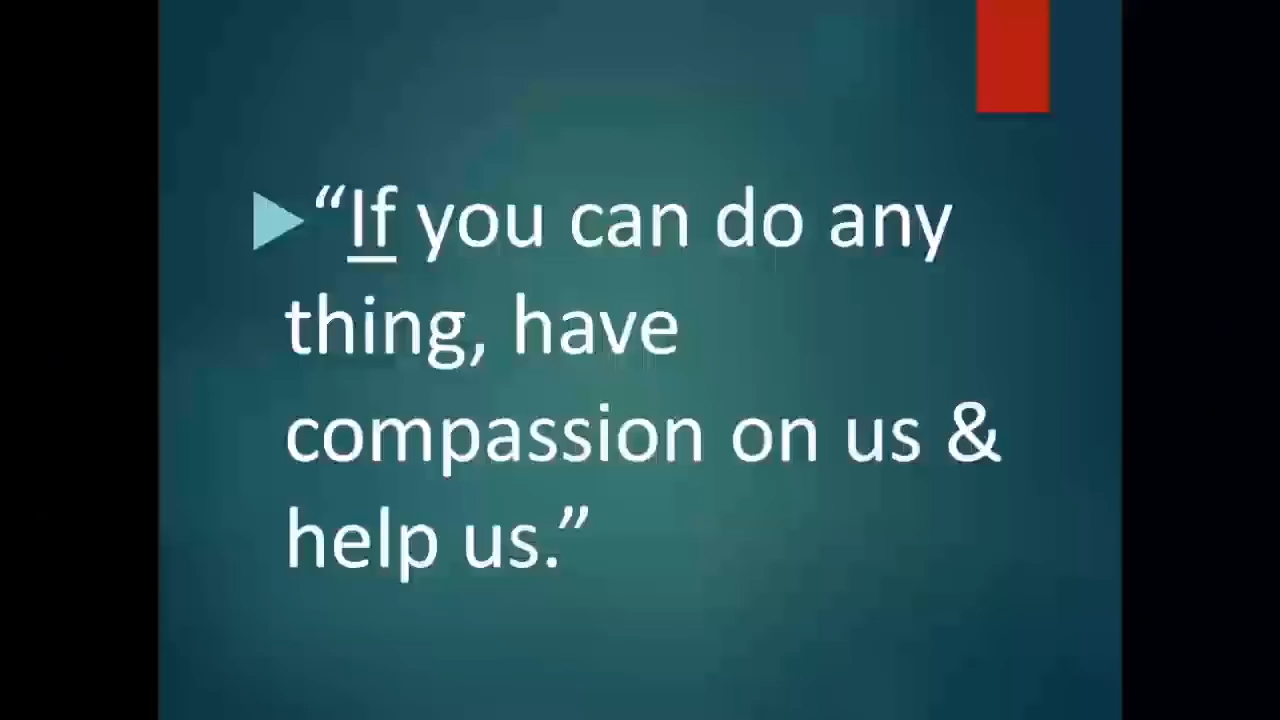 “If you can do any
thing, have
compassion on us &
help us.”